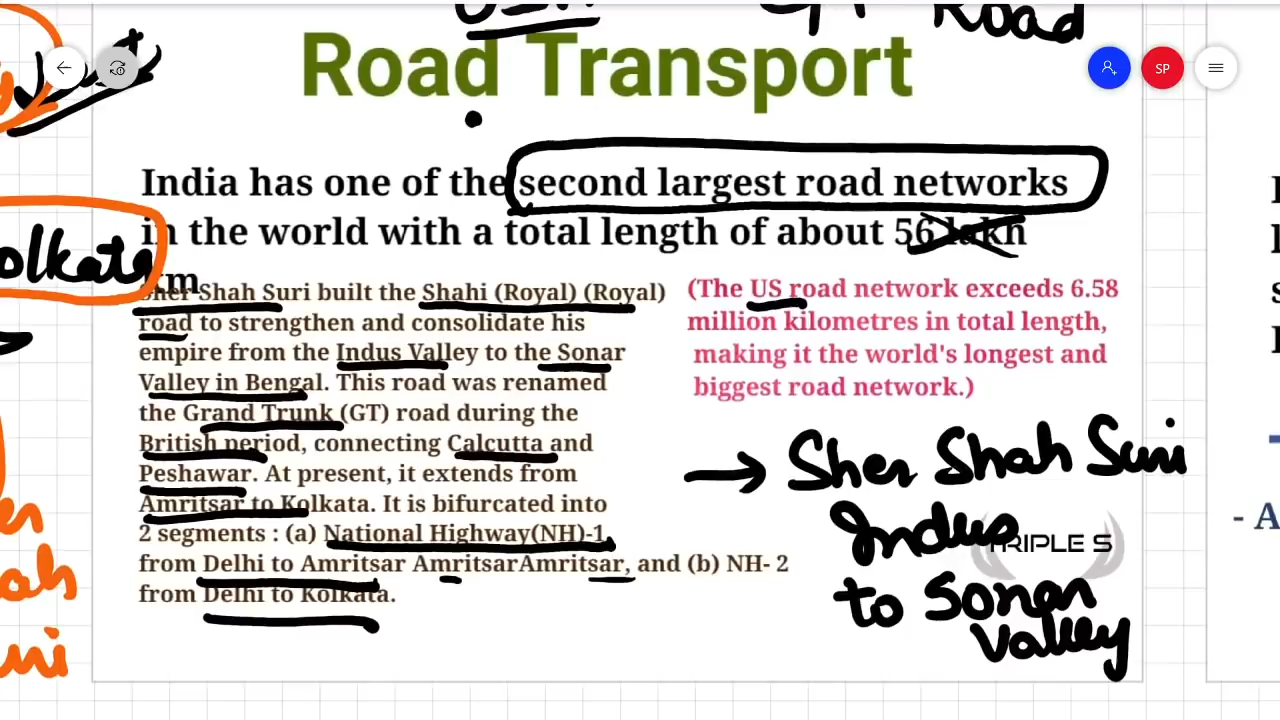 Road
Road Transport
SP
India has one of the second largest road networks
in the world with a total length of about 56 lakh
km
Sher Shah Suri built the Shahi (Royal) (Royal)
road to strengthen and consolidate his
empire from the Indus Valley to the Sonar
Valley in Bengal. This road was renamed
the Grand Trunk (GT) road during the
British period, connecting Calcutta and
Peshawar. At present, it extends from
Amritsar to Kolkata. It is bifurcated into
2 segments : (a) National Highway(NH)-1,
from Delhi to Amritsar AmritsarAmritsar, and (b) NH- 2
from Delhi to Kolkata.
(The US road network exceeds 6.58
million kilometres in total length,
making it the world's longest and
biggest road network.)
→ Sher Shah Suri
Indus
TRIPLE S
to Sonar
Valley
olkata
- A